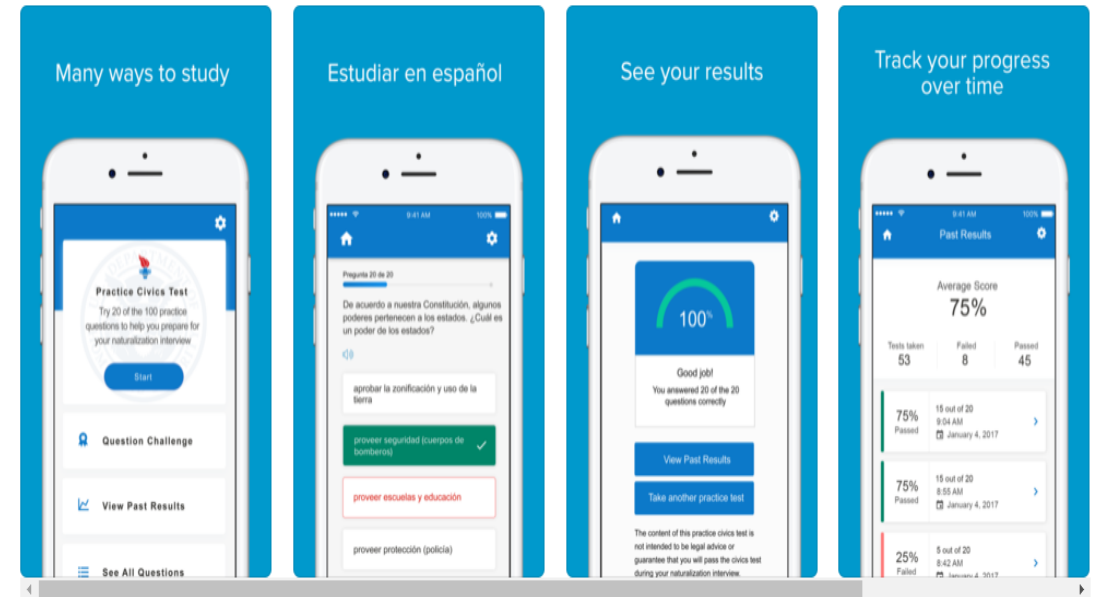 Many ways to study
Practice Civics Test
Try 20 of the 100 practice
questions to help you prepare for
your naturalization interview
Start
Question Challenge
View Past Results
See All Questions
Estudiar en español
9:41 AM
100%
Pregunta 20 de 20
De acuerdo a nuestra Constitución, algunos
poderes pertenecen a los estados. ¿Cuál es
un poder de los estados?
aprobar la zonificación y uso de la
tierra
proveer seguridad (cuerpos de
bomberos)
proveer escuelas y educación
proveer protección (policía)
See your results
100%
Good job!
You answered 20 of the 20
questions correctly
View Past Results
Take another practice test
The content of this practice civics test is
not intended to be legal advice or
guarantee that you will pass the civics test
during your naturalization interview.
Track your progress
over time
9:41 AM
100%
Past Results
Average Score
75%
Tests taken Failed Passed
53 8 45
75%
Passed
15 out of 20
9:04 AM
January 4, 2017
75%
Passed
15 out of 20
8:55 AM
January 4, 2017
25%
Failed
5 out of 20
8:42 AM
January 4, 2017